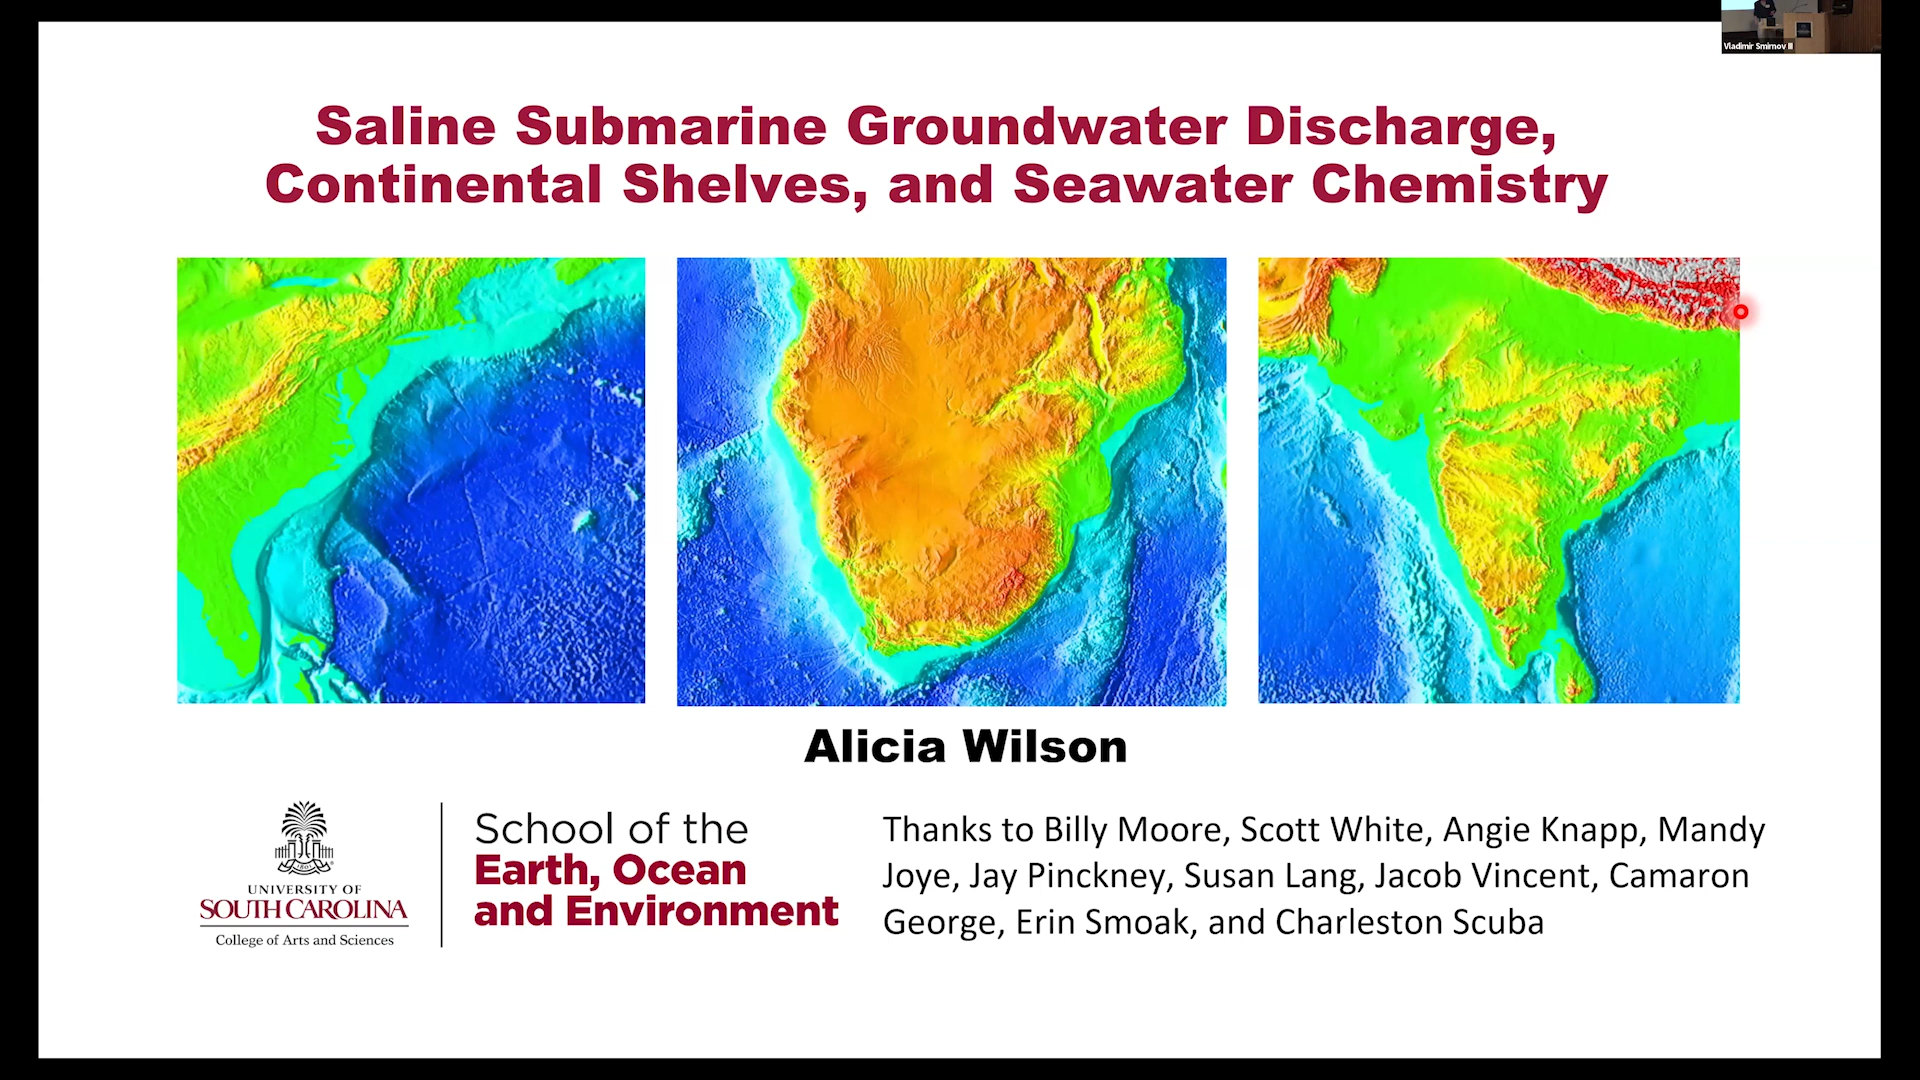 Vladimir Smirnov II
Saline Submarine Groundwater Discharge,
Continental Shelves, and Seawater Chemistry
Alicia Wilson
UNIVERSITY OF
SOUTH CAROLINA
College of Arts and Sciences
School of the
Earth, Ocean
and Environment
Thanks to Billy Moore, Scott White, Angie Knapp, Mandy
Joye, Jay Pinckney, Susan Lang, Jacob Vincent, Camaron
George, Erin Smoak, and Charleston Scuba